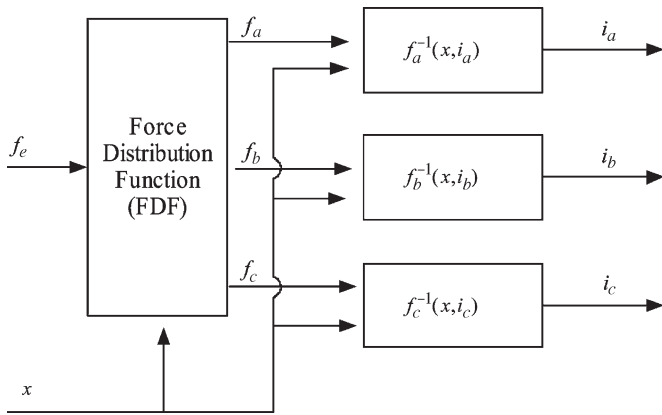 f_a
f_a^{-1}(x,i_a)
i_a
Force
Distribution
Function
(FDF)
f_e
f_b
f_b^{-1}(x,i_b)
i_b
f_c
f_c^{-1}(x,i_c)
i_c
x